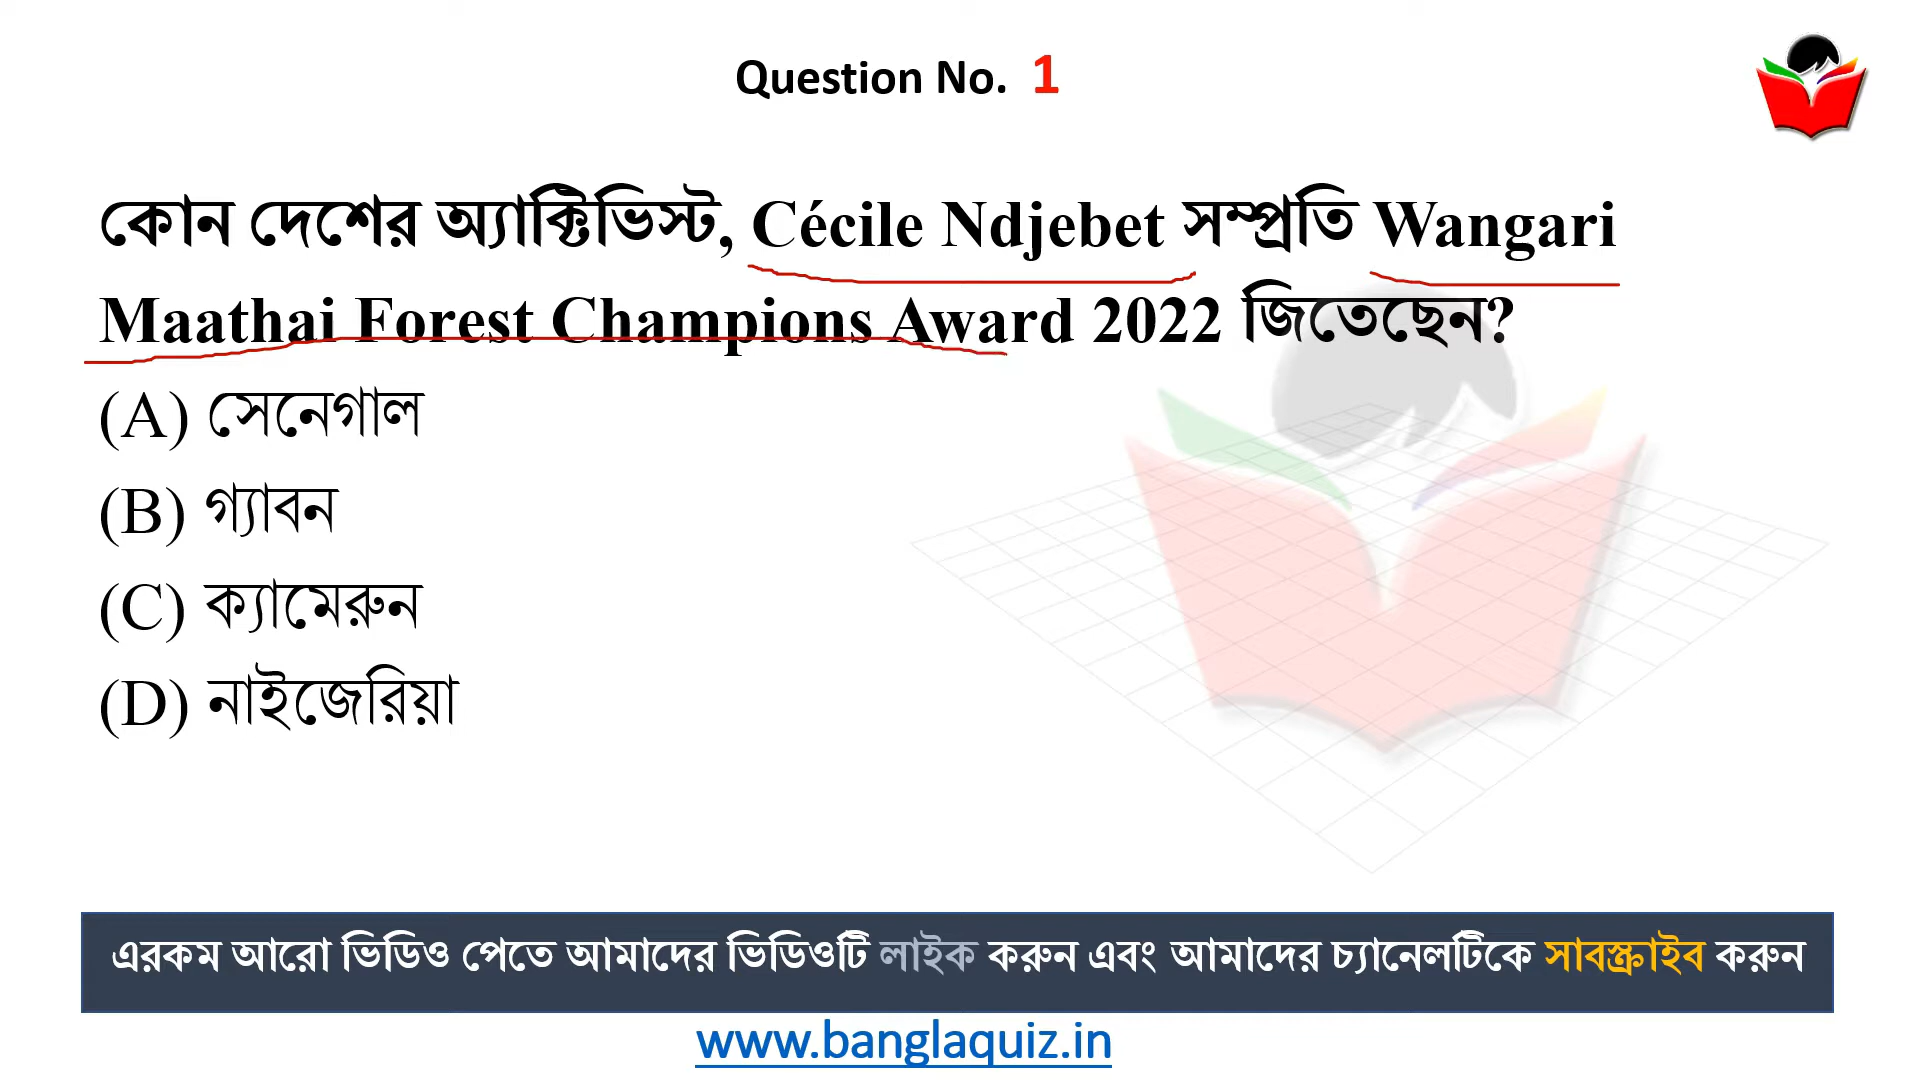 Question No. 1
কোন দেশের অ্যাক্টিভিস্ট, Cécile Ndjebet সম্প্রতি Wangari
Maathai Forest Champions Award 2022 জিতেছেন?
(A) সেনেগাল
(B) গ্যাবন
(C) ক্যামেরুন
(D) নাইজেরিয়া
এরকম আরো ভিডিও পেতে আমাদের ভিডিওটি লাইক করুন এবং আমাদের চ্যানেলটিকে সাবস্ক্রাইব করুন
www.banglaquiz.in